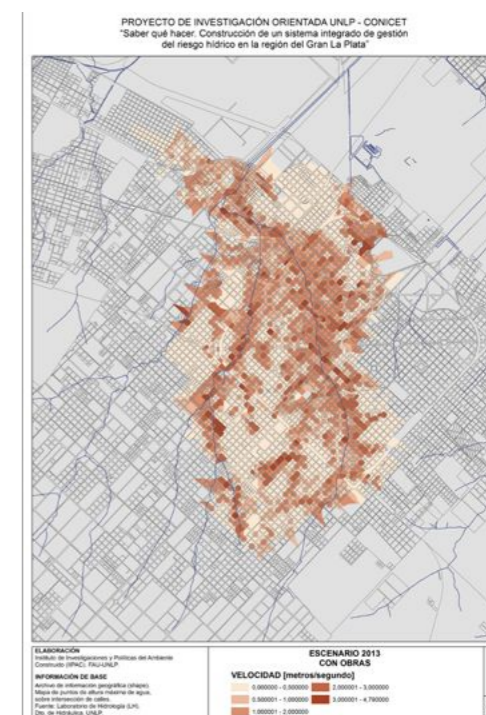 PROYECTO DE INVESTIGACIÓN ORIENTADA UNLP - CONICET
"Saber qué hacer. Construcción de un sistema integrado de gestión
del riesgo hídrico en la región del Gran La Plata"
ELABORACIÓN
Instituto de Investigaciones y Políticas del Ambiente
Construido (IIPAC). FAU-UNLP
INFORMACIÓN DE BASE
Archivo de información geográfica (shape).
Mapa de puntos de altura máxima de agua,
sobre intersección de calles.
Fuente: Laboratorio de Hidrología (LH).
Dto. de Hidráulica. UNLP.
ESCENARIO 2013
CON OBRAS
VELOCIDAD [metros/segundo]
0,000000 - 0,500000
2,000001 - 3,000000
0,500001 - 1,000000
3,000001 - 4,790000
1,000001 - 2,000000